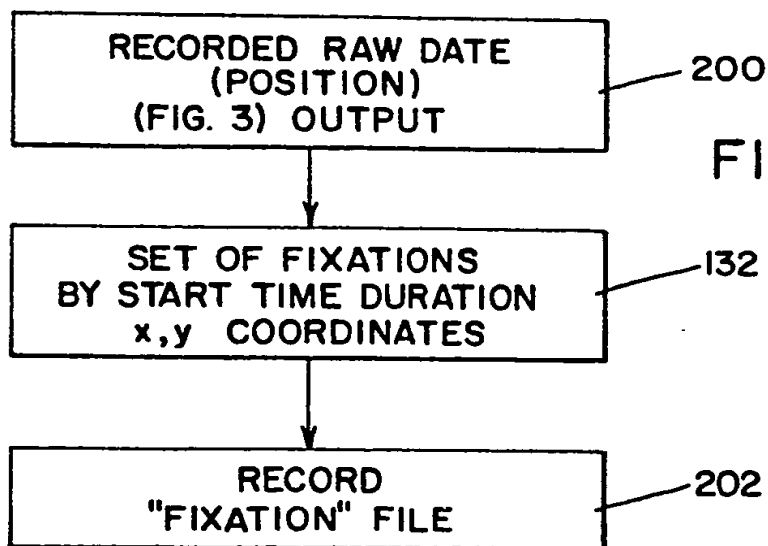 RECORDED RAW DATE
(POSITION)
(FIG. 3) OUTPUT
200
FI
SET OF FIXATIONS
BY START TIME DURATION
x,y COORDINATES
132
RECORD
"FIXATION" FILE
202